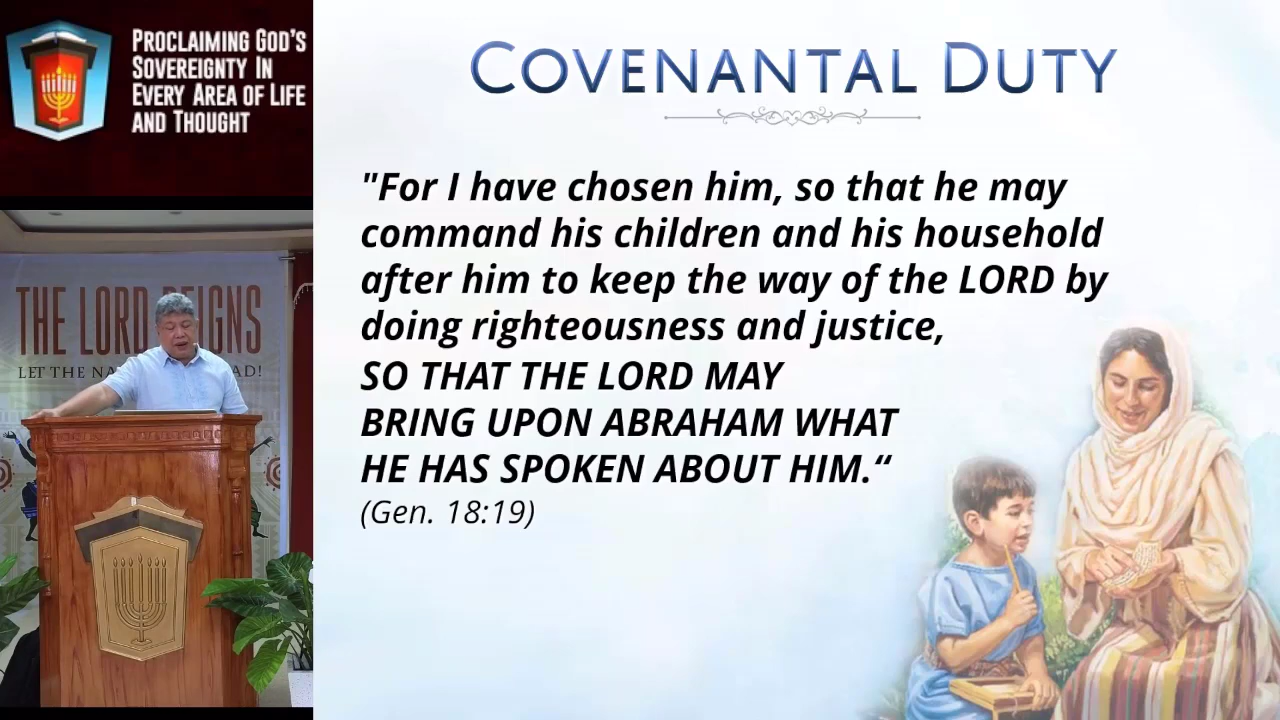 PROCLAIMING GOD'S
SOVEREIGNTY IN
EVERY AREA OF LIFE
AND THOUGHT
COVENANTAL DUTY
"For I have chosen him, so that he may
command his children and his household
after him to keep the way of the LORD by
doing righteousness and justice,
SO THAT THE LORD MAY
BRING UPON ABRAHAM WHAT
HE HAS SPOKEN ABOUT HIM.“
(Gen. 18:19)
THE LORD REIGNS
LET THE